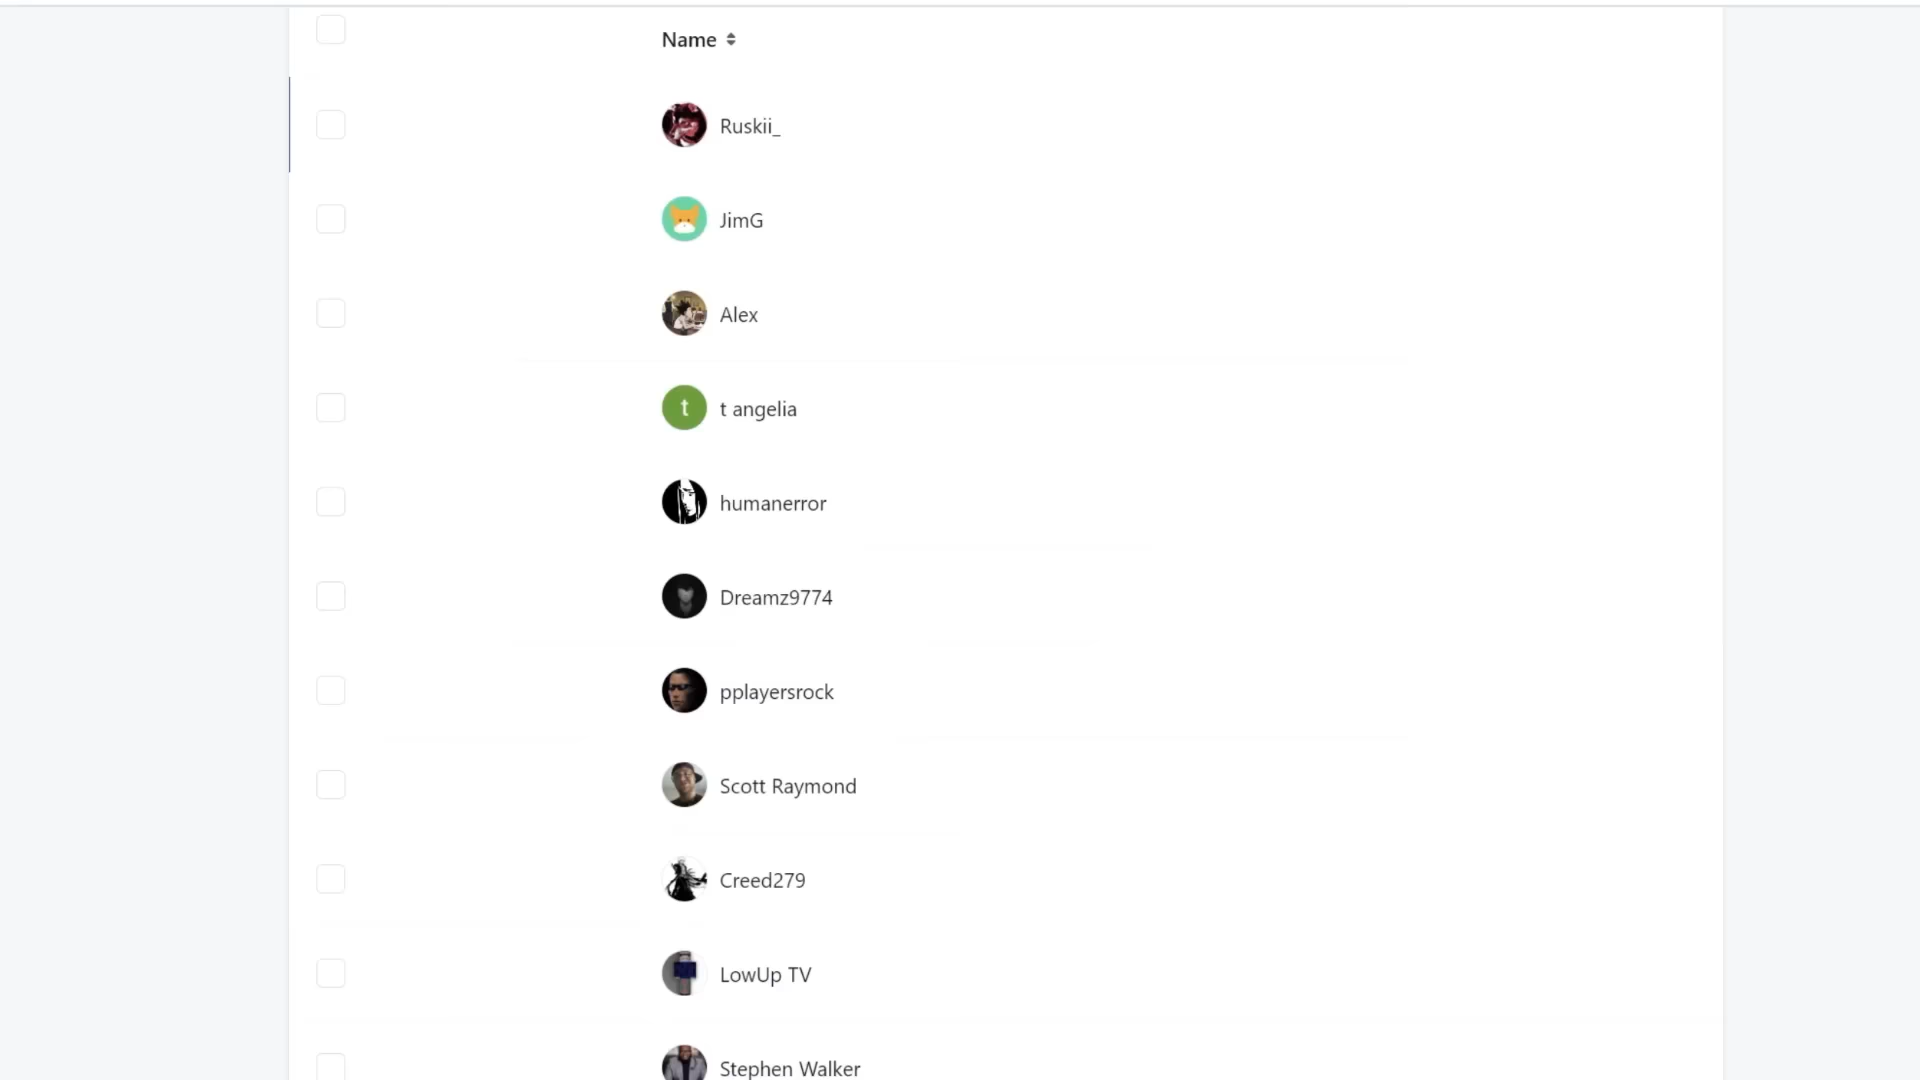 Name
Ruskii_
JimG
Alex
t
t angelia
humanerror
Dreamz9774
pplayersrock
Scott Raymond
Creed279
LowUp TV
Stephen Walker